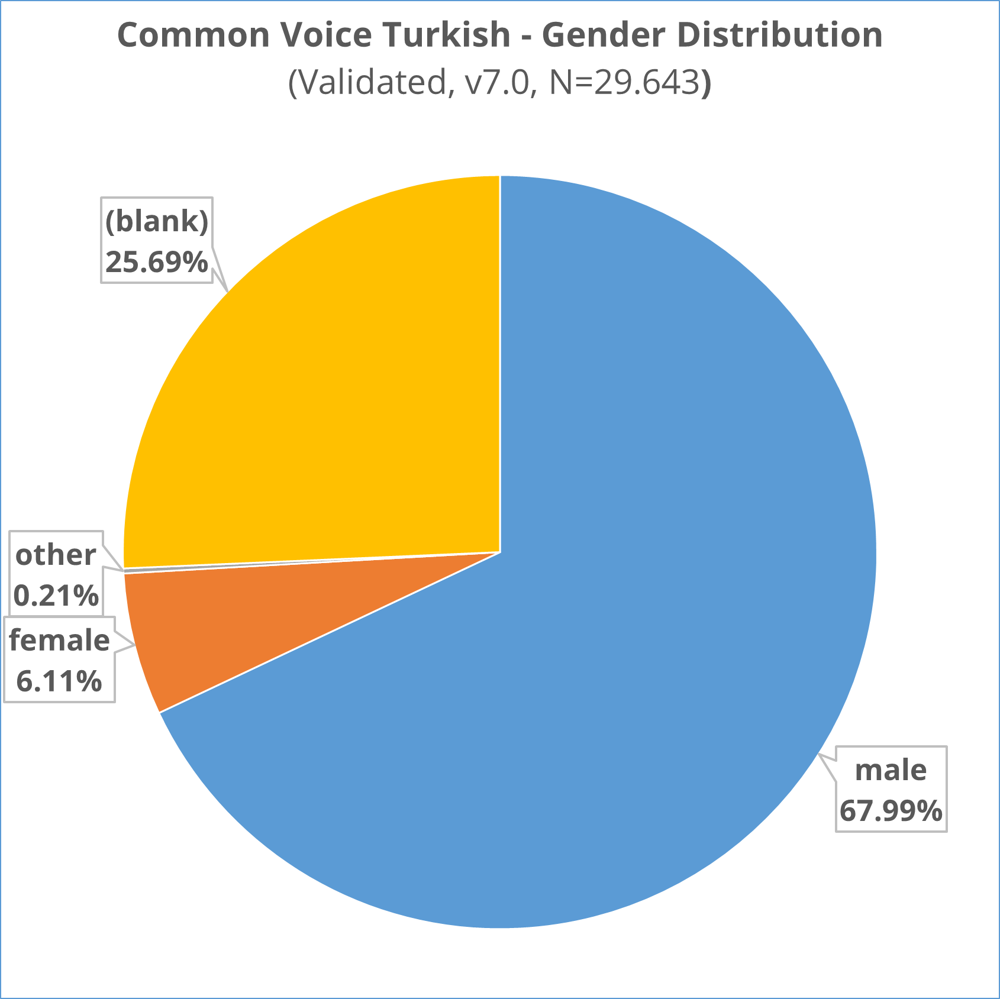 Common Voice Turkish - Gender Distribution
(Validated, v7.0, N=29.643)
(blank)
25.69%
other
0.21%
female
6.11%
male
67.99%